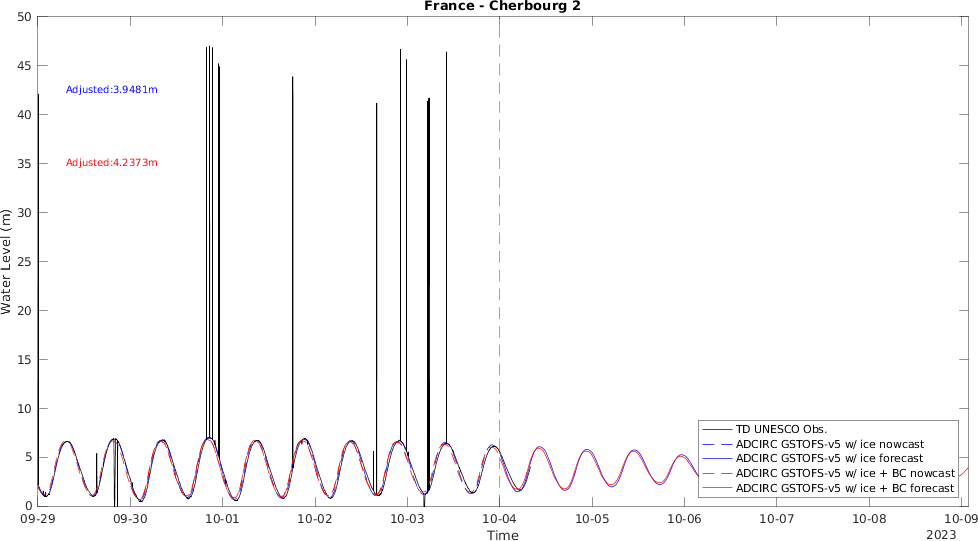 France - Cherbourg 2
50
45
40
35
30
25
20
15
10
5
0
Water Level (m)
Adjusted:3.9481m
Adjusted:4.2373m
TD UNESCO Obs.
ADCIRC GSTOFS-v5 w/ ice nowcast
ADCIRC GSTOFS-v5 w/ ice forecast
ADCIRC GSTOFS-v5 w/ ice + BC nowcast
ADCIRC GSTOFS-v5 w/ ice + BC forecast
09-29 09-30 10-01 10-02 10-03 10-04 10-05 10-06 10-07 10-08 10-09
Time
2023